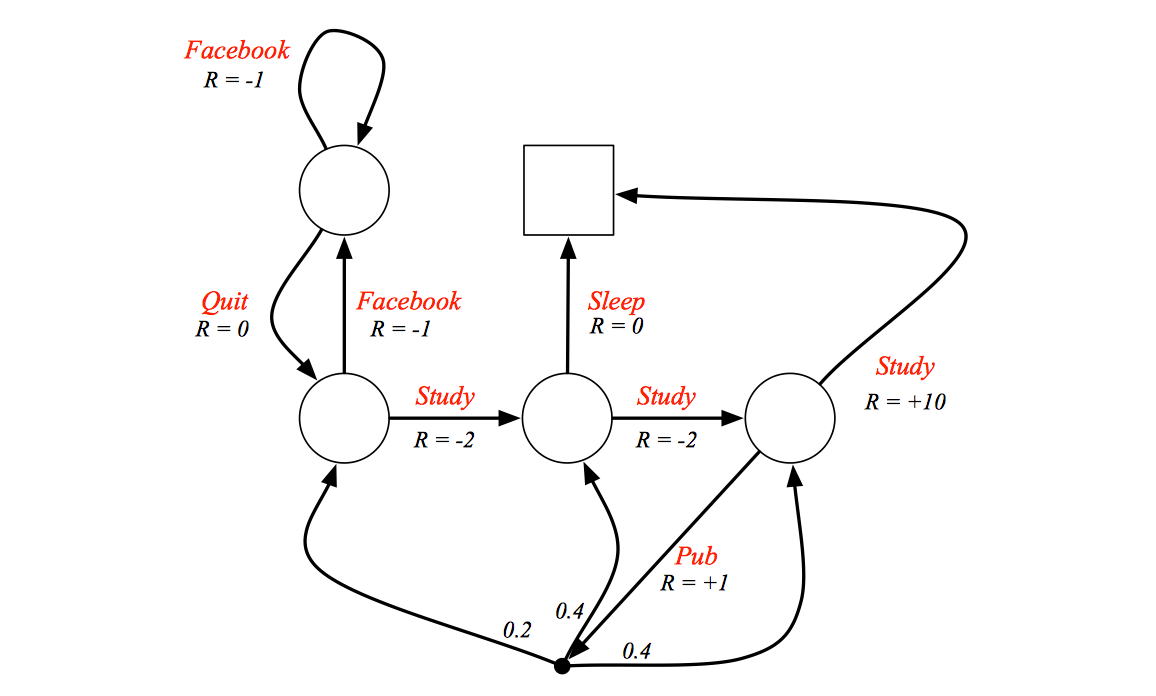 Facebook
R = -1
Quit
R = 0
Facebook
R = -1
Sleep
R = 0
Study
R = -2
Study
R = -2
Study
R = +10
Pub
R = +1
0.2
0.4
0.4